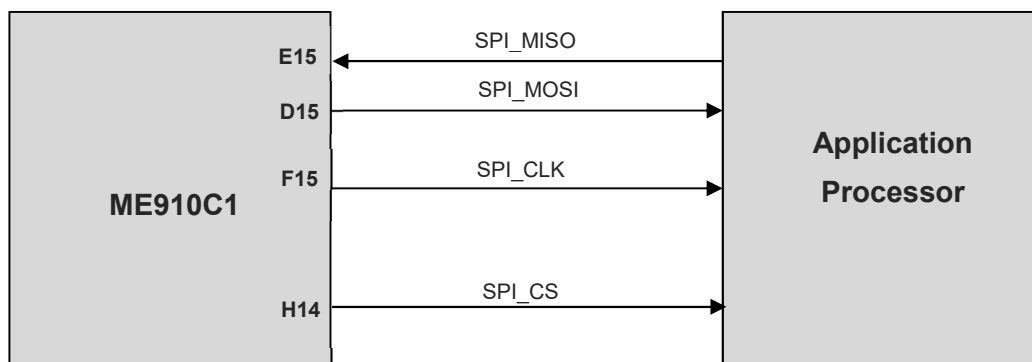 SPI_MISO
E15
SPI_MOSI
D15
Application
Processor
SPI_CLK
F15
ME910C1
SPI_CS
H14